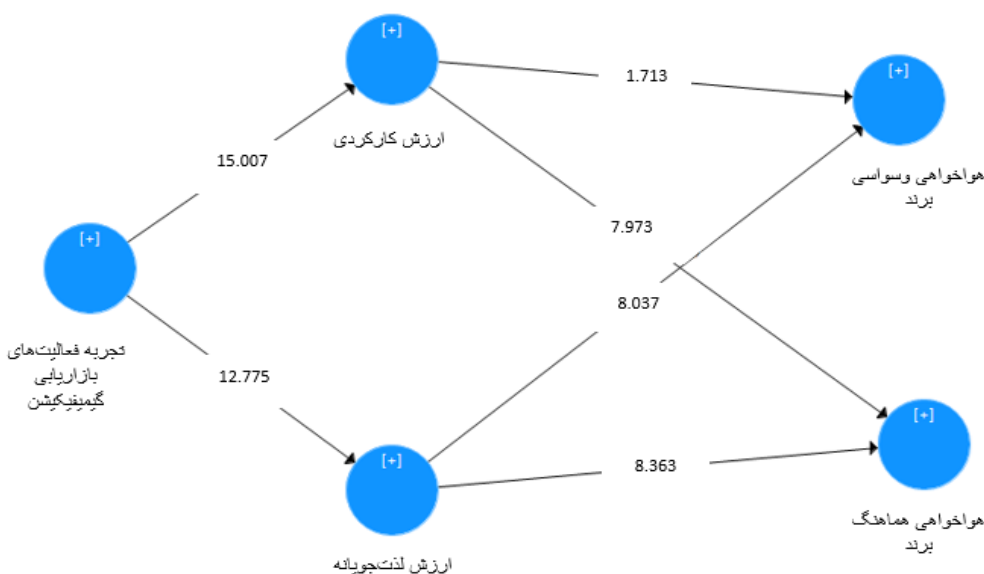 [+]
ارزش کارکردی
[+]
هواخواهی وسواسی
برند
1.713
15.007
7.973
[+]
تجربه فعالیت‌های
بازاریابی
گیمیفیکیشن
8.037
12.775
[+]
ارزش لذت‌جویانه
8.363
[+]
هواخواهی هماهنگ
برند